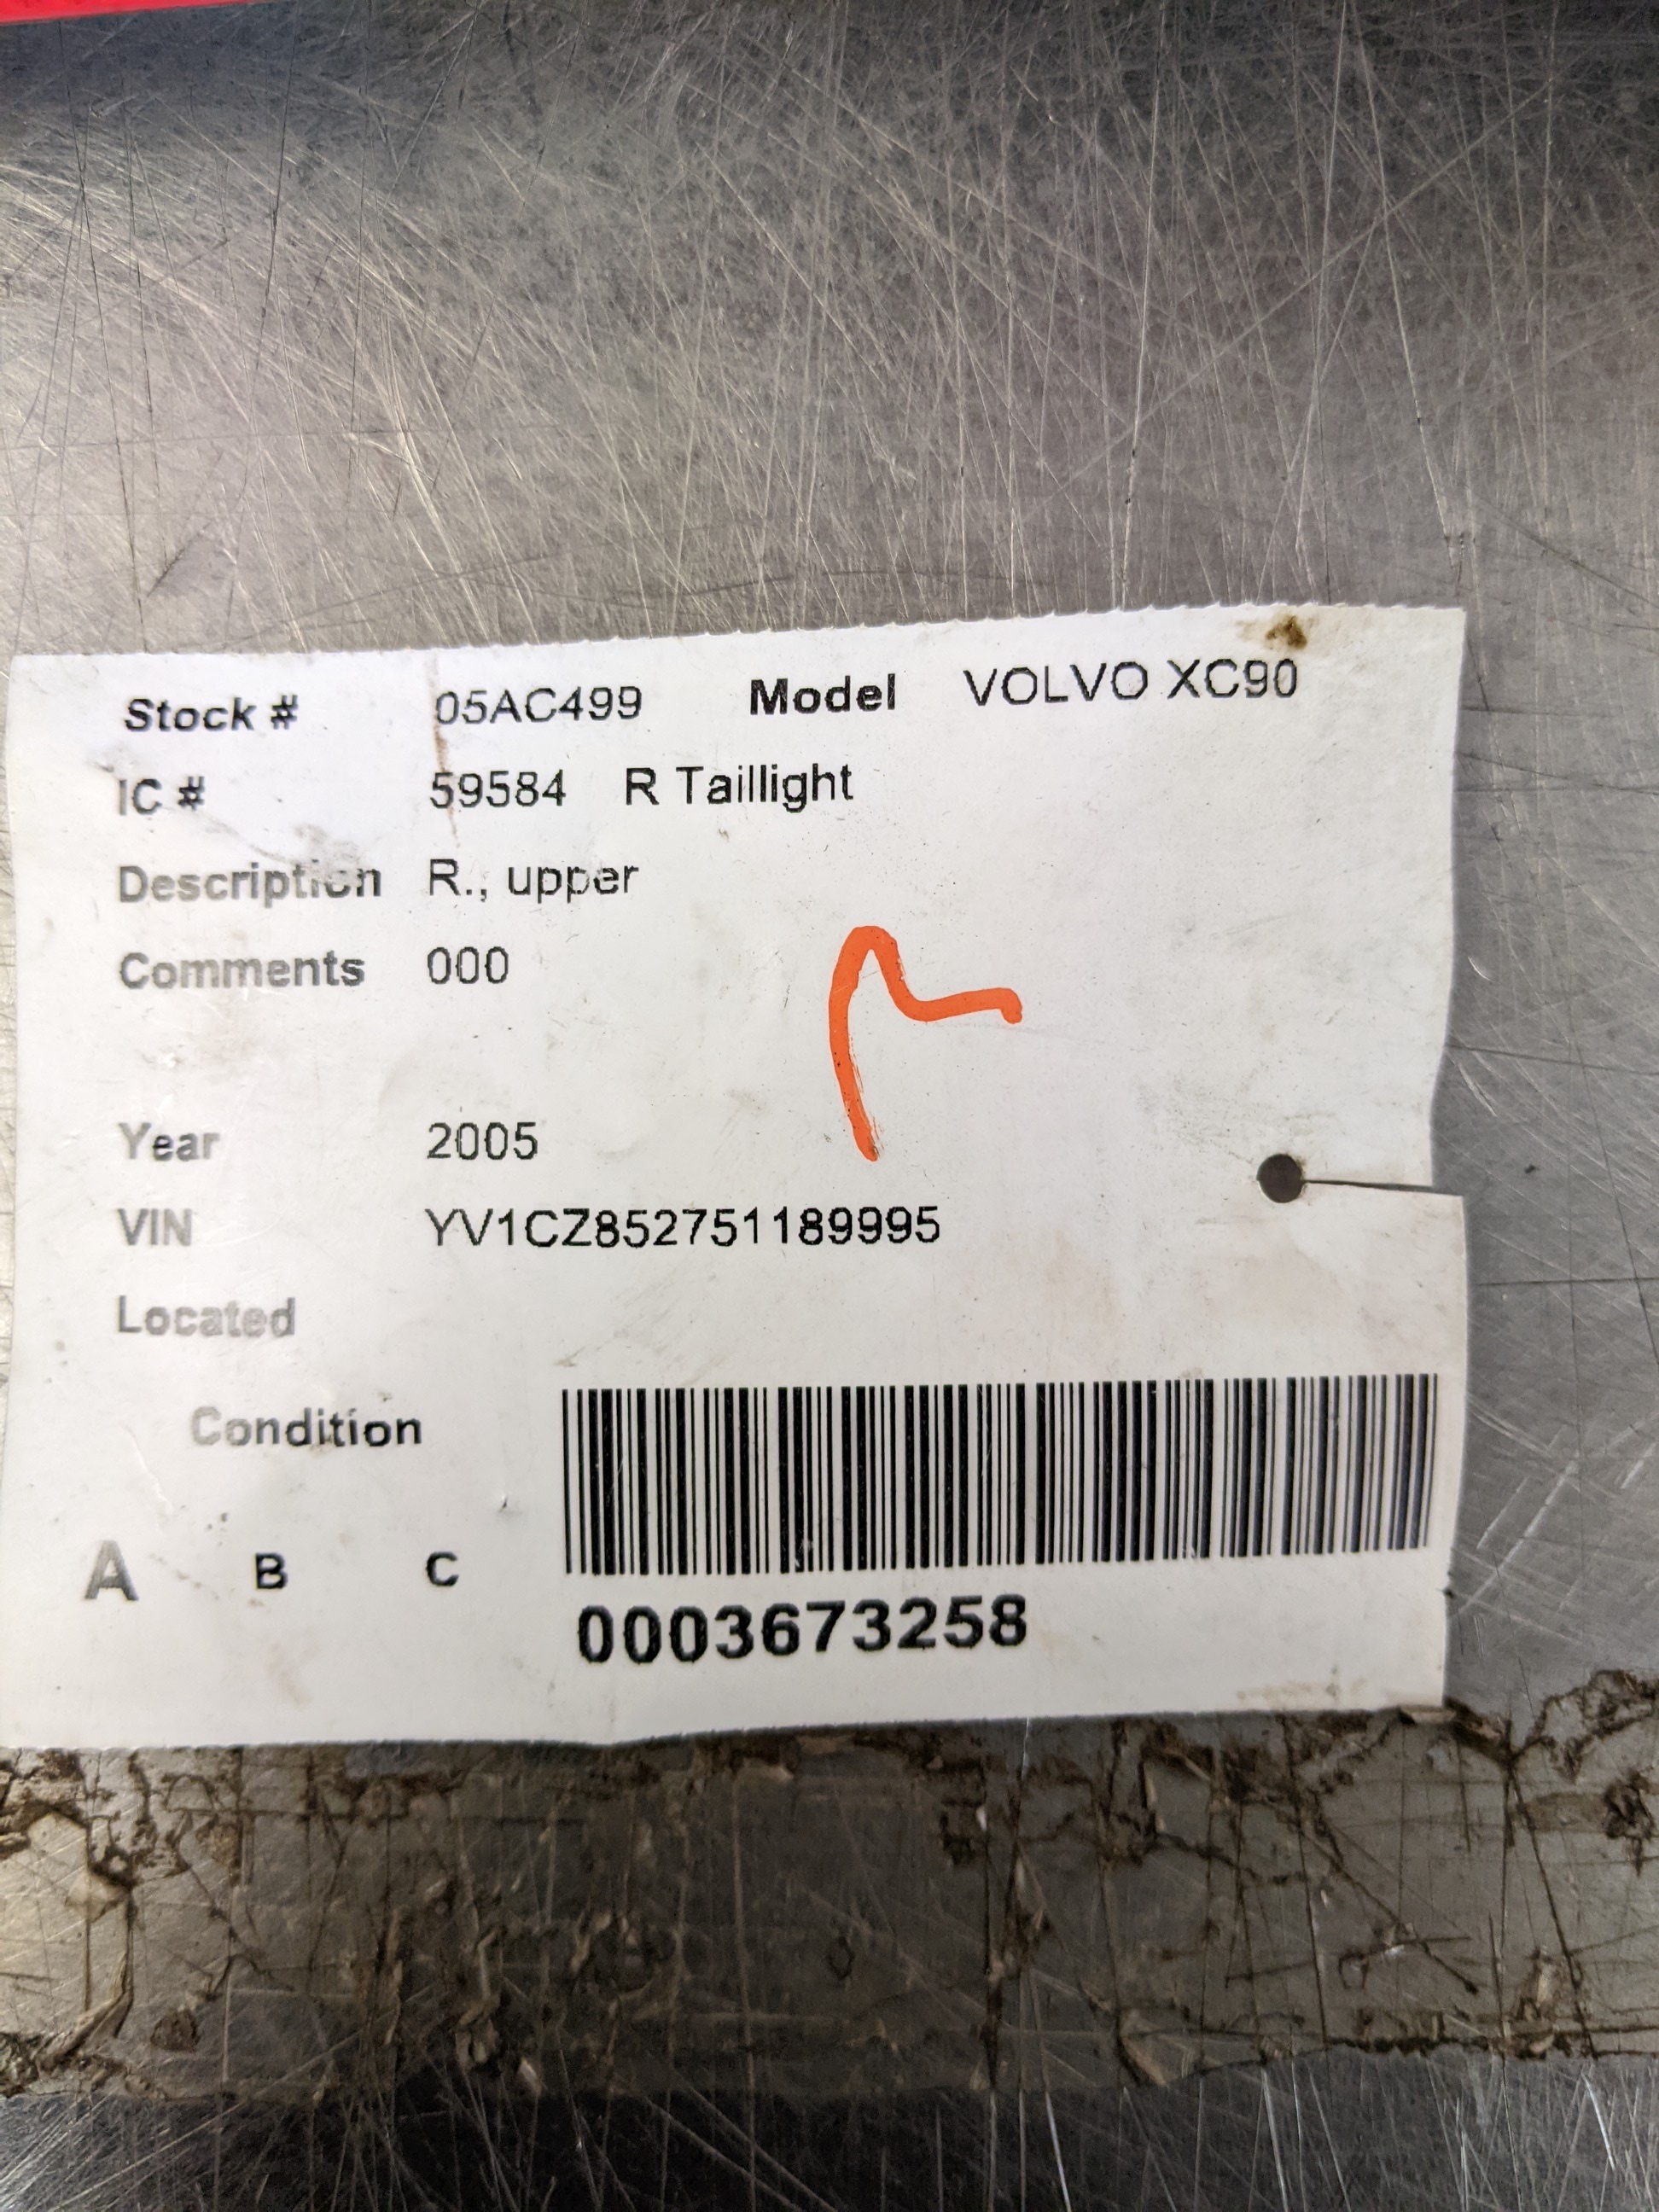 Stock # 05AC499 Model VOLVO XC90
IC # 59584 R Taillight
Description R., upper
Comments 000
Year 2005
VIN YV1CZ852751189995
Located
Condition
A B C
0003673258